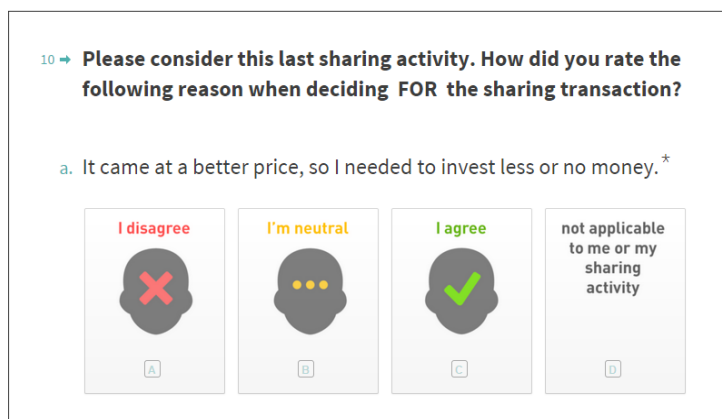 10 → Please consider this last sharing activity. How did you rate the
following reason when deciding FOR the sharing transaction?
a. It came at a better price, so I needed to invest less or no money.*
I disagree
A
I'm neutral
B
I agree
C
not applicable
to me or my
sharing
activity
D